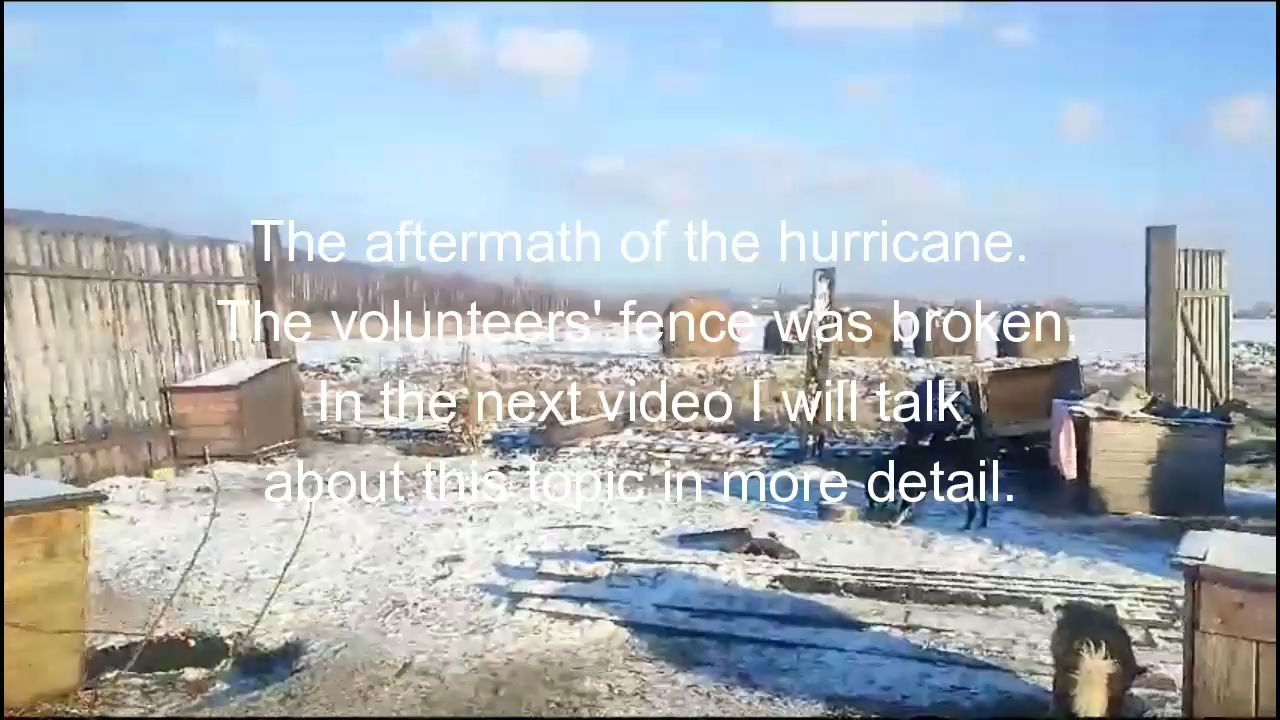 The aftermath of the hurricane.
The volunteers' fence was broken.
In the next video I will talk
about this topic in more detail.